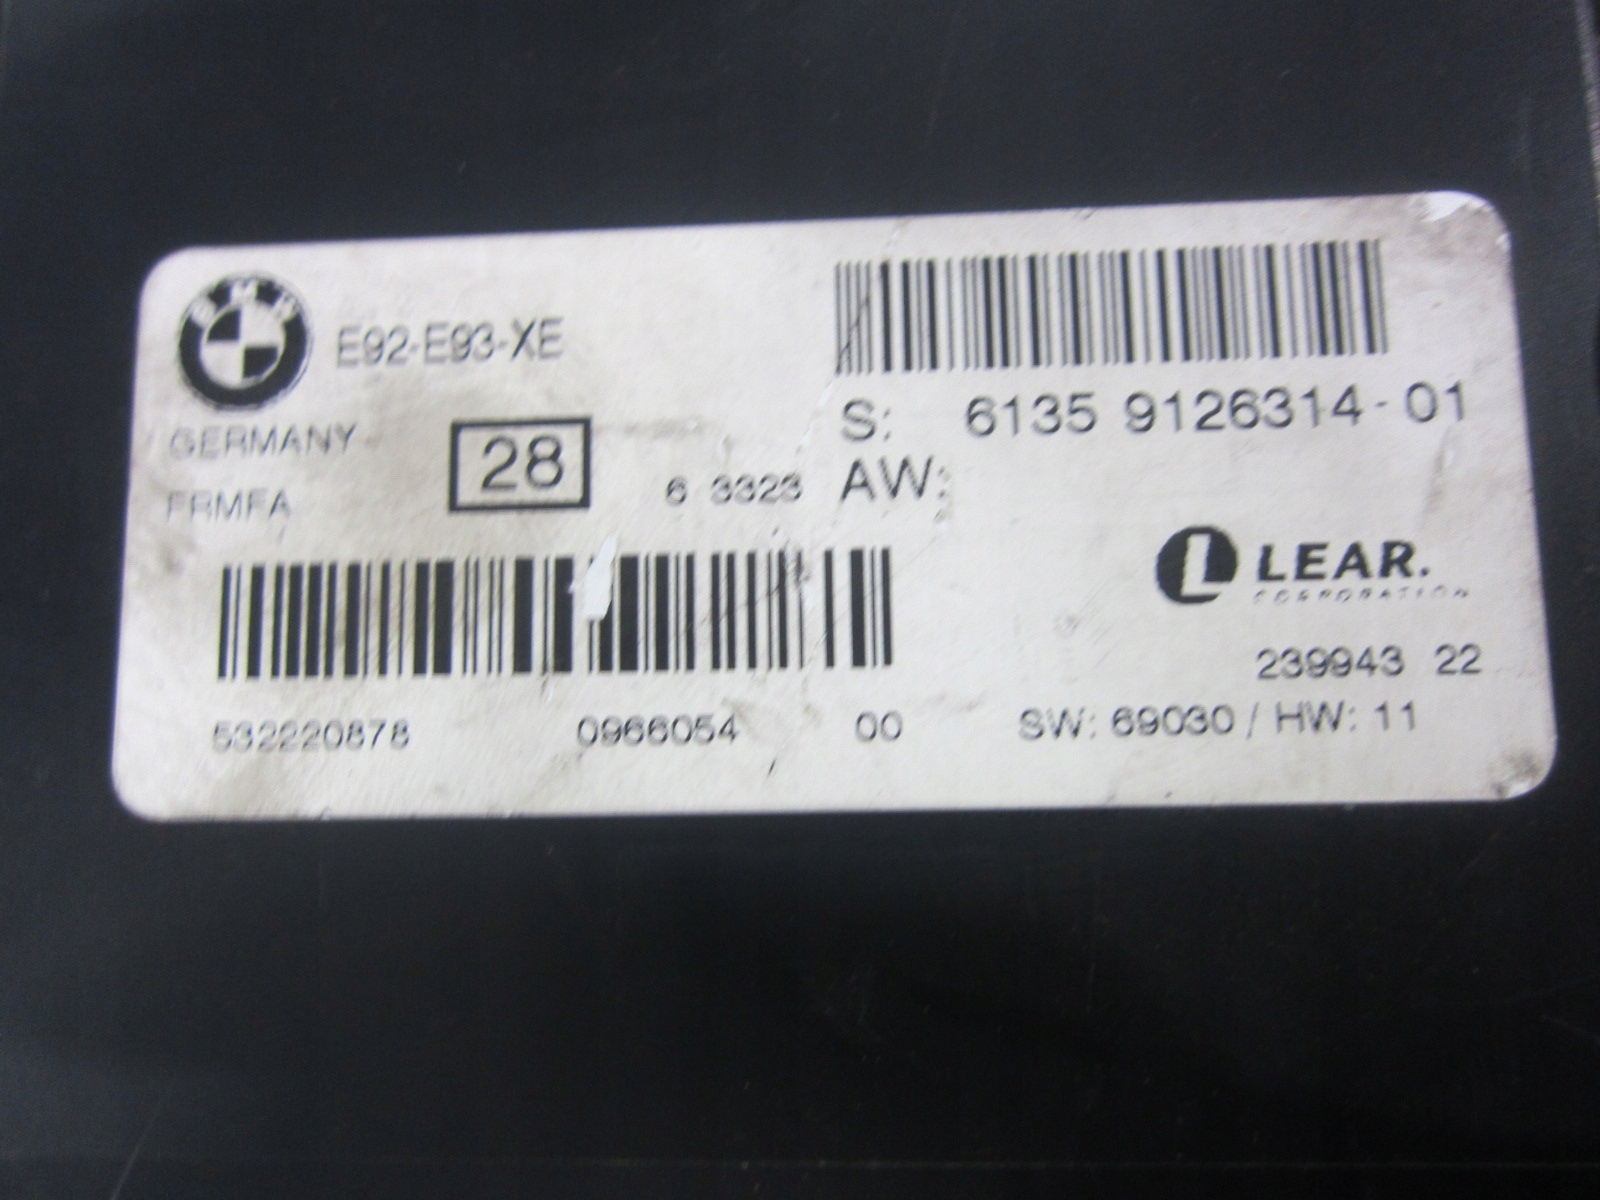 BMW
E92-E93-XE
GERMANY
FRMFA
28
6 3323
S: 6135 9126314-01
AW:
LEAR.
CORPORATION
239943 22
532220878 0966054 00
SW: 69030 / HW: 11